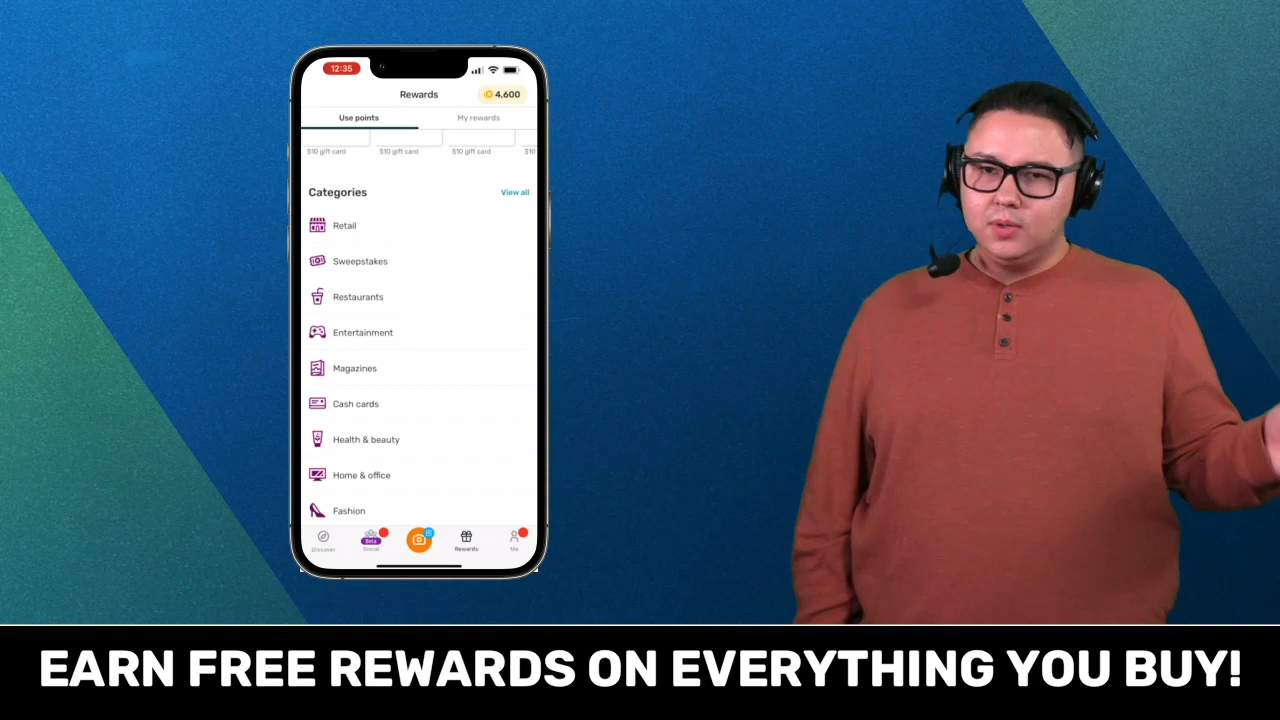 12:35
Rewards
4,600
Use points
My rewards
$10 gift card
$10 gift card
$10 gift card
$10
Categories
View all
Retail
Sweepstakes
Restaurants
Entertainment
Magazines
Cash cards
Health & beauty
Home & office
Fashion
Beta
Discover
Social
Rewards
Me
EARN FREE REWARDS ON EVERYTHING YOU BUY!